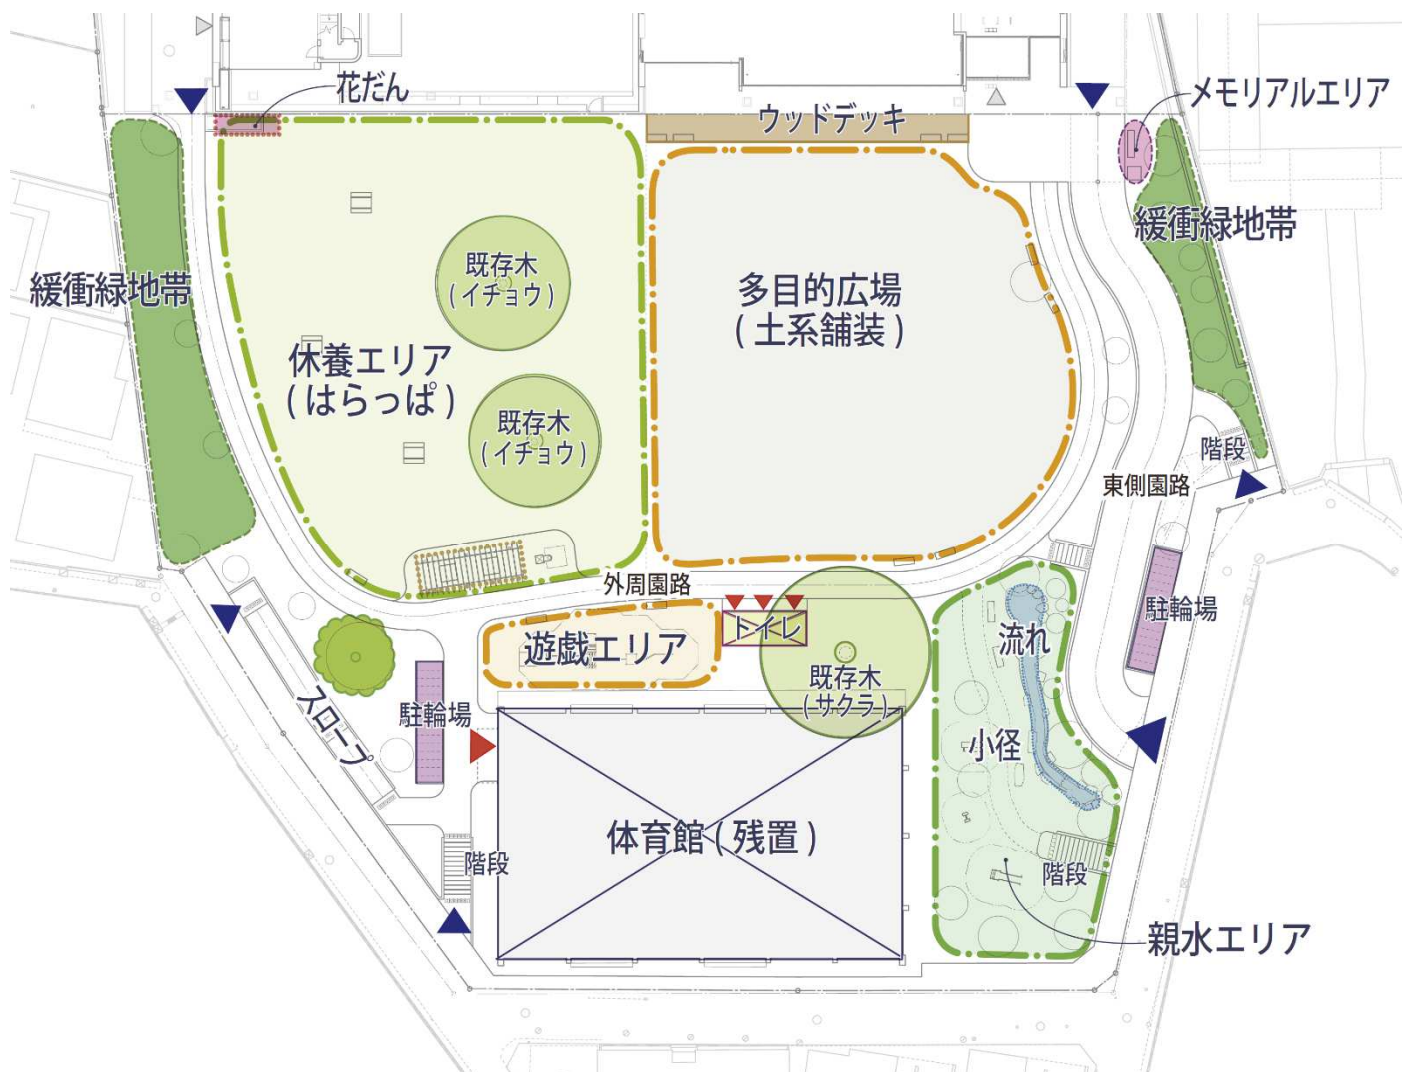 花だん
メモリアルエリア
ウッドデッキ
緩衝緑地帯
緩衝緑地帯
既存木
(イチョウ)
多目的広場
(土系舗装)
休養エリア
(はらっぱ)
既存木
(イチョウ)
階段
東側園路
外周園路
トイレ
駐輪場
遊戯エリア
流れ
既存木
(サクラ)
スロープ
駐輪場
小径
体育館(残置)
階段
階段
親水エリア